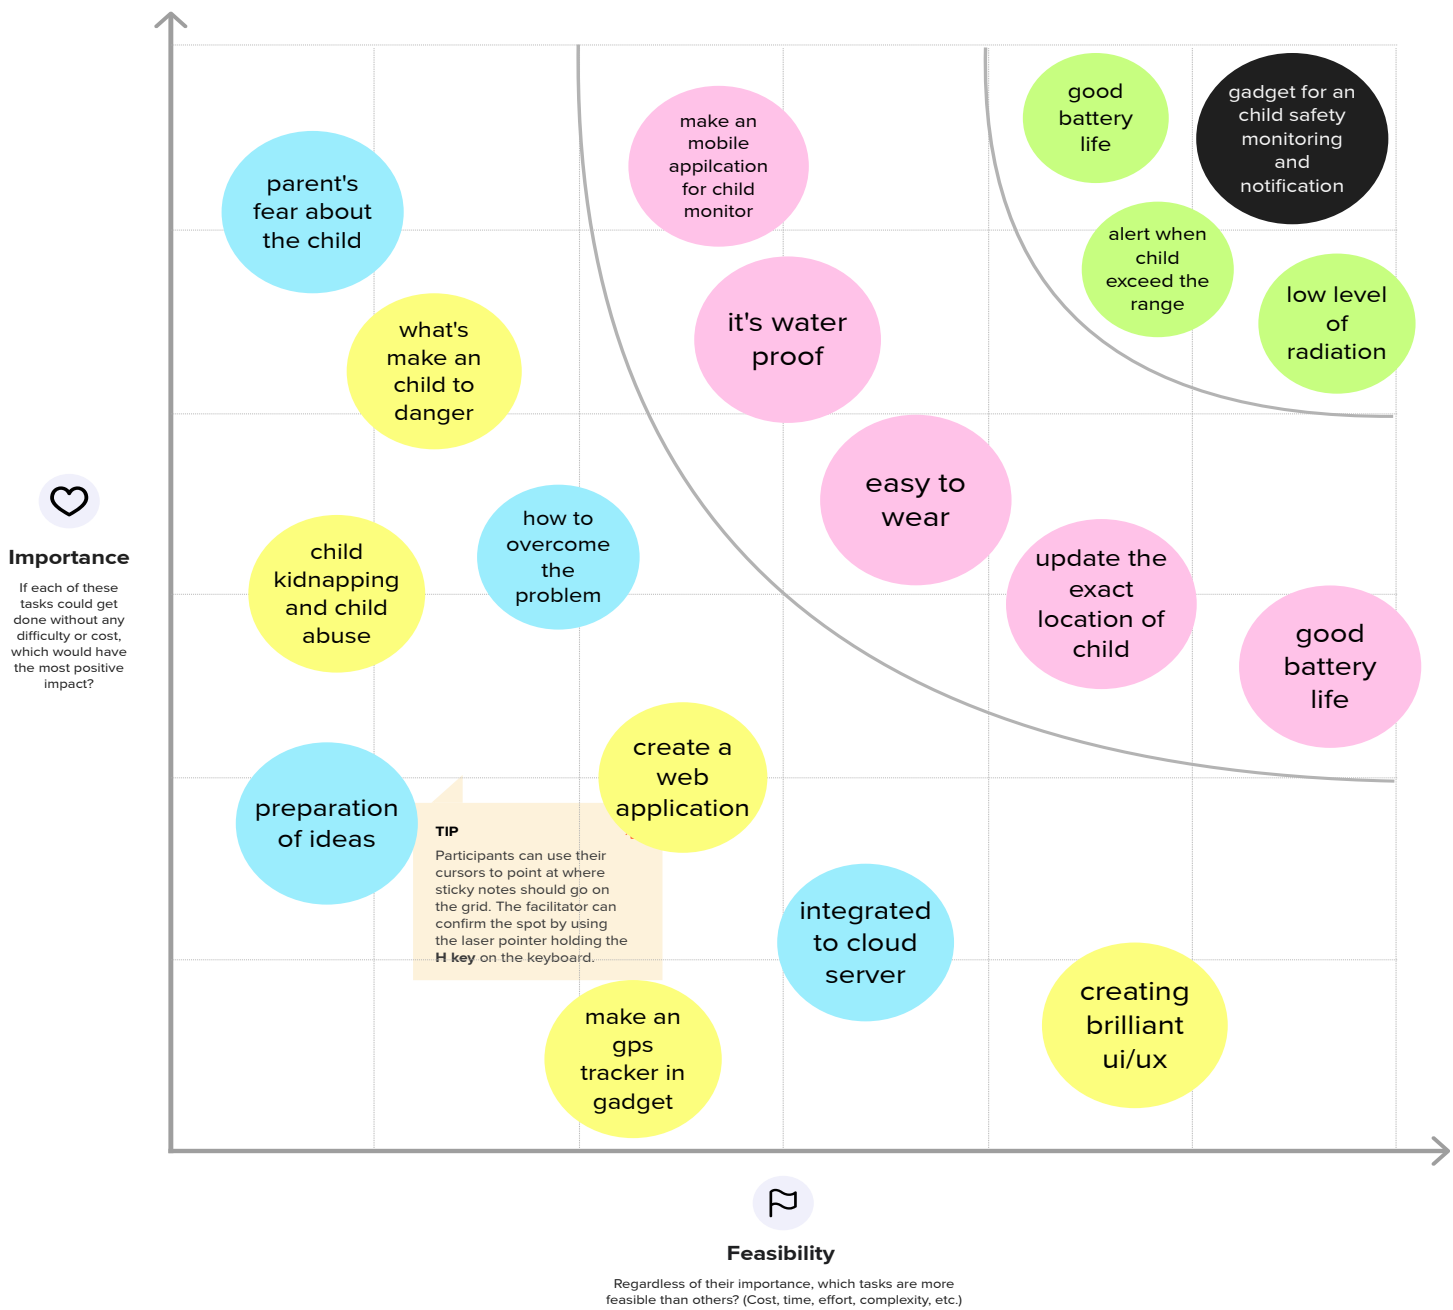 good
battery
life
gadget for an
child safety
monitoring
and
notification
make an
mobile
appilcation
for child
monitor
parent's
fear about
the child
alert when
child
exceed the
range
low level
of
radiation
it's water
proof
what's
make an
child to
danger
easy to
wear
how to
overcome
the
problem
child
kidnapping
and child
abuse
update the
exact
location of
child
good
battery
life
Importance
If each of these
tasks could get
done without any
difficulty or cost,
which would have
the most positive
impact?
create a
web
application
preparation
of ideas
TIP
Participants can use their
cursors to point at where
sticky notes should go on
the grid. The facilitator can
confirm the spot by using
the laser pointer holding the
H key on the keyboard.
integrated
to cloud
server
creating
brilliant
ui/ux
make an
gps
tracker in
gadget
Feasibility
Regardless of their importance, which tasks are more
feasible than others? (Cost, time, effort, complexity, etc.)